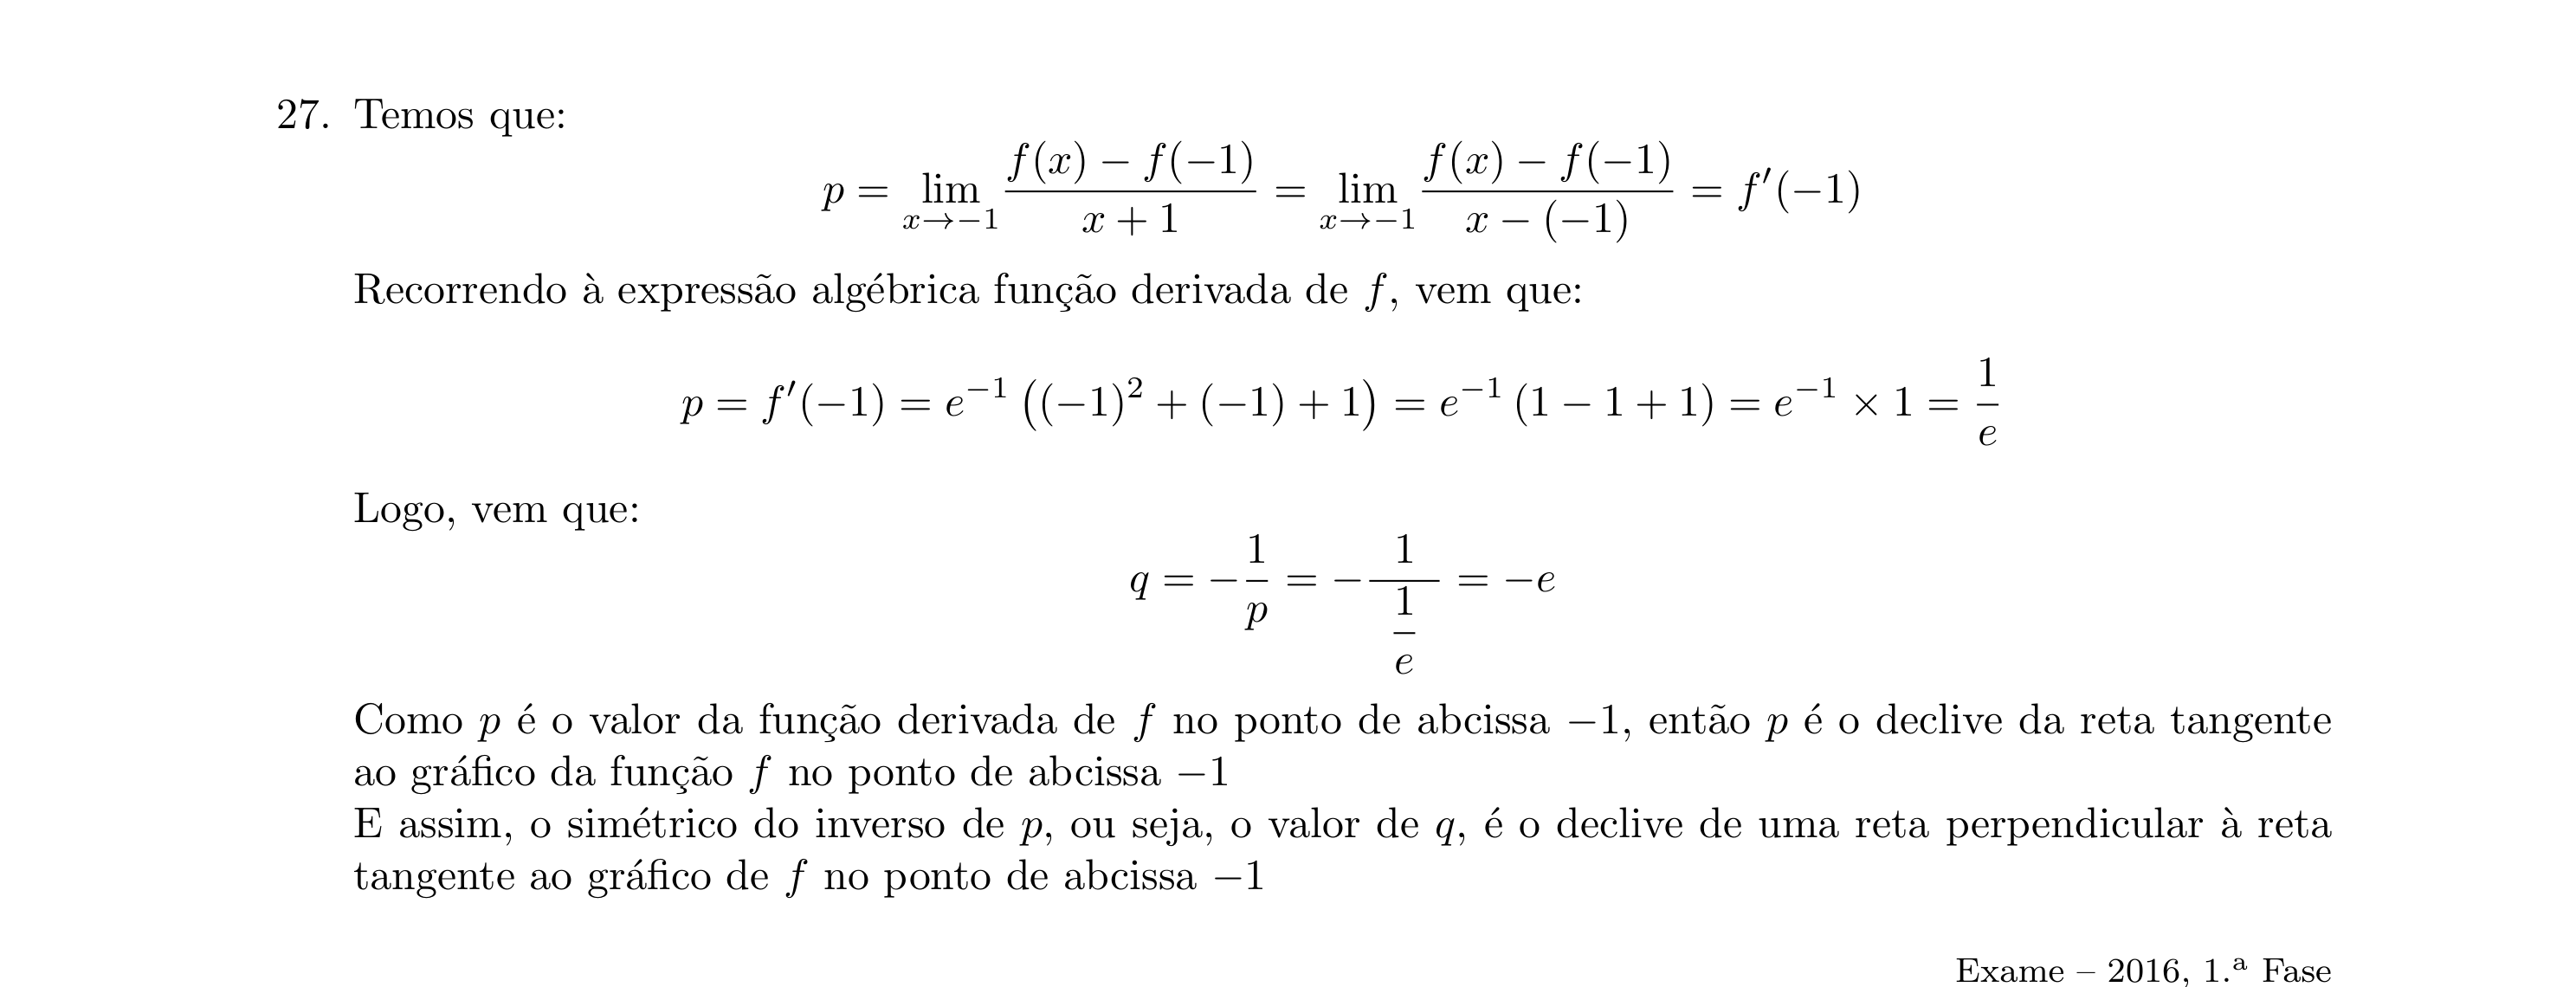 27. Temos que:
p = lim_{x→−1} \frac{f(x) − f(−1)}{x + 1} = lim_{x→−1} \frac{f(x) − f(−1)}{x − (−1)} = f′(−1)
Recorrendo à expressão algébrica função derivada de f, vem que:
p = f′(−1) = e^{−1} ((−1)^2 + (−1) + 1) = e^{−1} (1 − 1 + 1) = e^{−1} × 1 = \frac{1}{e}
Logo, vem que:
q = −\frac{1}{p} = −\frac{1}{\frac{1}{e}} = −e
Como p é o valor da função derivada de f no ponto de abcissa −1, então p é o declive da reta tangente
ao gráfico da função f no ponto de abcissa −1
E assim, o simétrico do inverso de p, ou seja, o valor de q, é o declive de uma reta perpendicular à reta
tangente ao gráfico de f no ponto de abcissa −1
Exame – 2016, 1.ª Fase